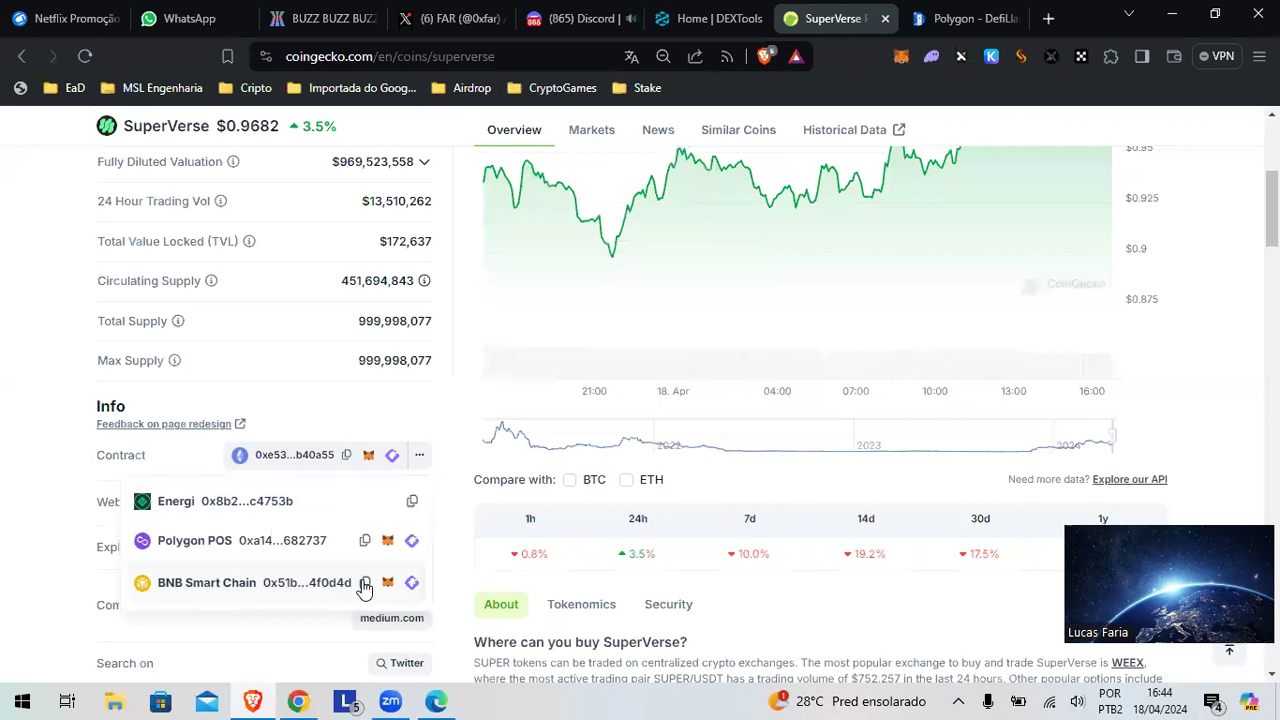 Netflix Promoção
WhatsApp
BUZZ BUZZ BUZZ
(6) FAR (@0xfar)
(865) Discord |
Home | DEXTools
SuperVerse P
Polygon - DefiLla
coingecko.com/en/coins/superverse
6
VPN
EaD
MSL Engenharia
Cripto
Importada do Goog...
Airdrop
CryptoGames
Stake
SuperVerse $0.9682 3.5%
Overview
Markets
News
Similar Coins
Historical Data
Fully Diluted Valuation $969,523,558
24 Hour Trading Vol $13,510,262
Total Value Locked (TVL) $172,637
Circulating Supply 451,694,843
Total Supply 999,998,077
Max Supply 999,998,077
Info
Feedback on page redesign
Contract 0xe53...b40a55
Web
Energi 0x8b2...c4753b
Polygon POS 0xa14...682737
Expl
BNB Smart Chain 0x51b...4f0d4d
Com
medium.com
Search on Twitter
$0.95
$0.925
$0.9
$0.875
CoinGecko
21:00 18. Apr 04:00 07:00 10:00 13:00 16:00
2022 2023 2024
Compare with: BTC ETH
Need more data? Explore our API
1h 24h 7d 14d 30d 1y
0.8% 3.5% 10.0% 19.2% 17.5%
About
Tokenomics
Security
Where can you buy SuperVerse?
SUPER tokens can be traded on centralized crypto exchanges. The most popular exchange to buy and trade SuperVerse is WEEX,
where the most active trading pair SUPER/USDT has a trading volume of $752,257 in the last 24 hours. Other popular options include
Lucas Faria
5
28°C Pred ensolarado
POR
PTB2
16:44
18/04/2024
4